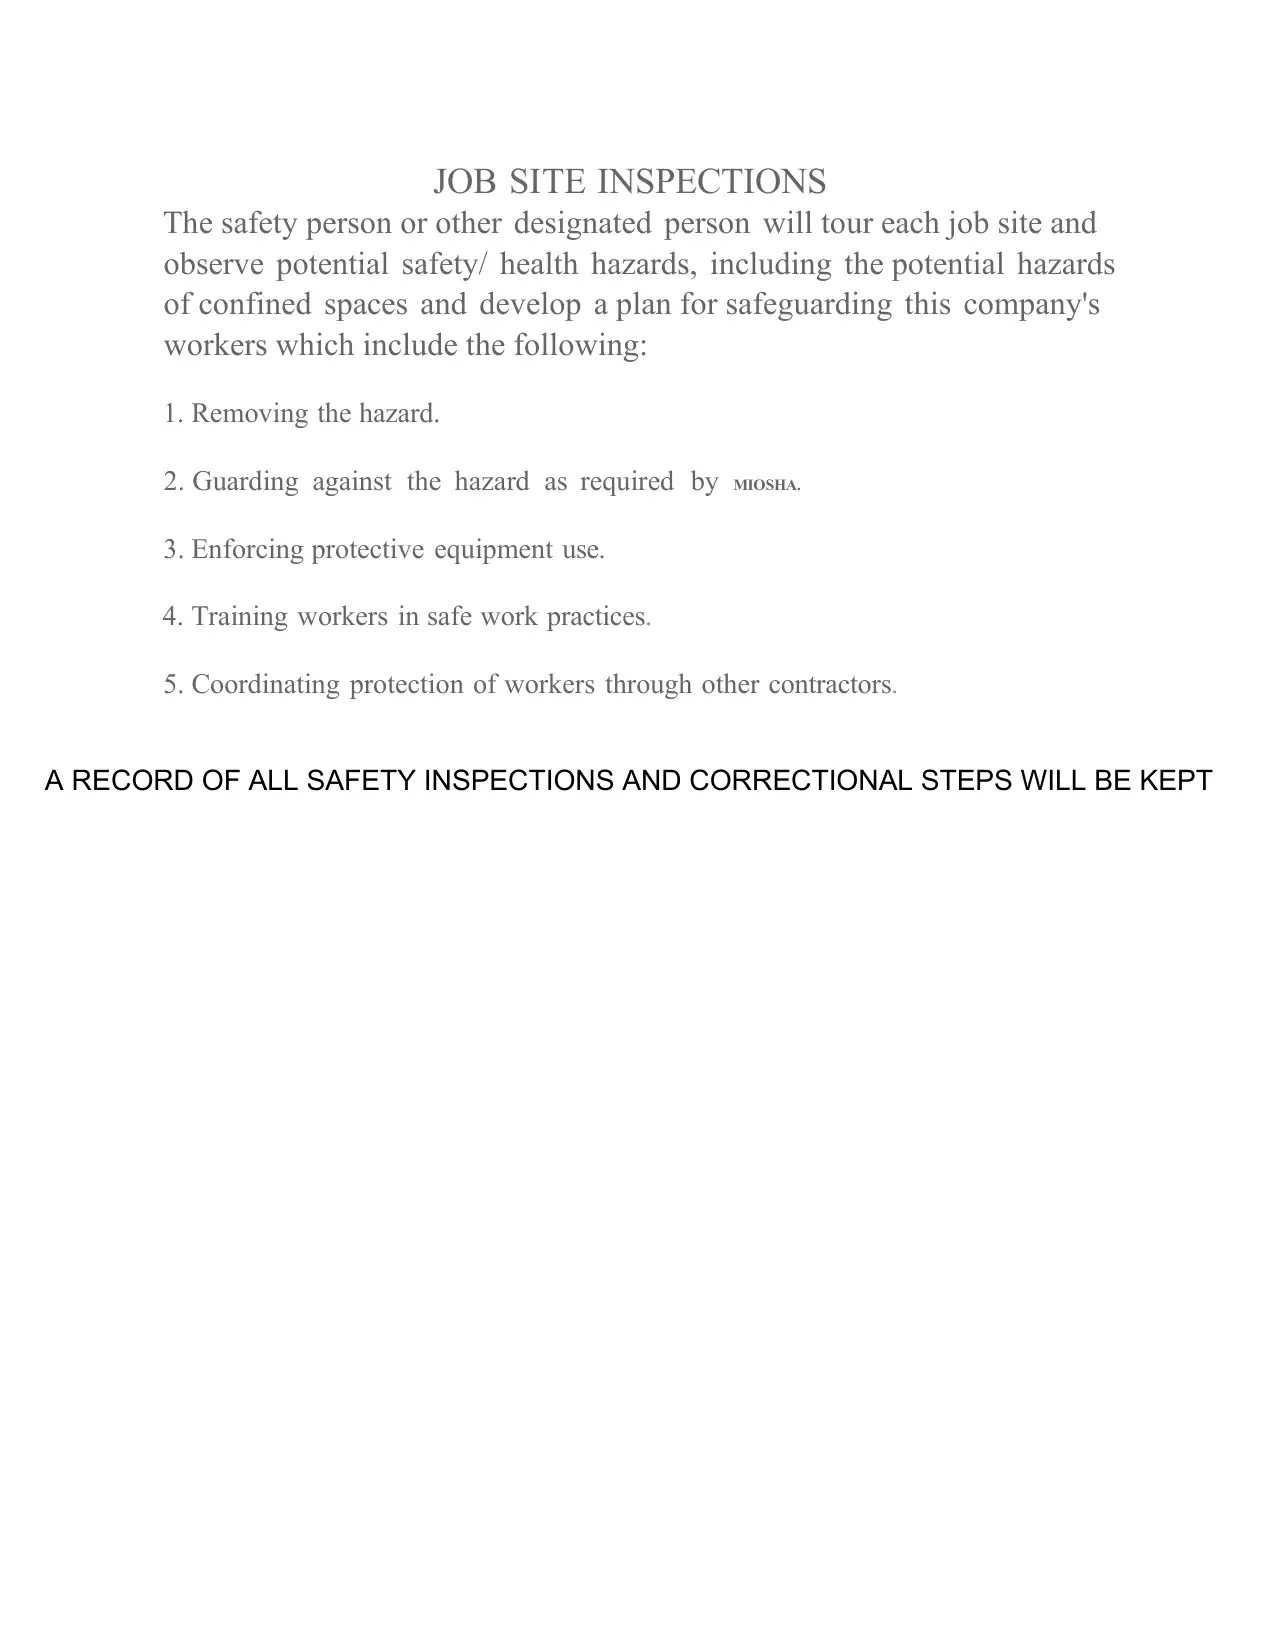 JOB SITE INSPECTIONS
The safety person or other designated person will tour each job site and
observe potential safety/ health hazards, including the potential hazards
of confined spaces and develop a plan for safeguarding this company's
workers which include the following:
1. Removing the hazard.
2. Guarding against the hazard as required by MIOSHA.
3. Enforcing protective equipment use.
4. Training workers in safe work practices.
5. Coordinating protection of workers through other contractors.
A RECORD OF ALL SAFETY INSPECTIONS AND CORRECTIONAL STEPS WILL BE KEPT